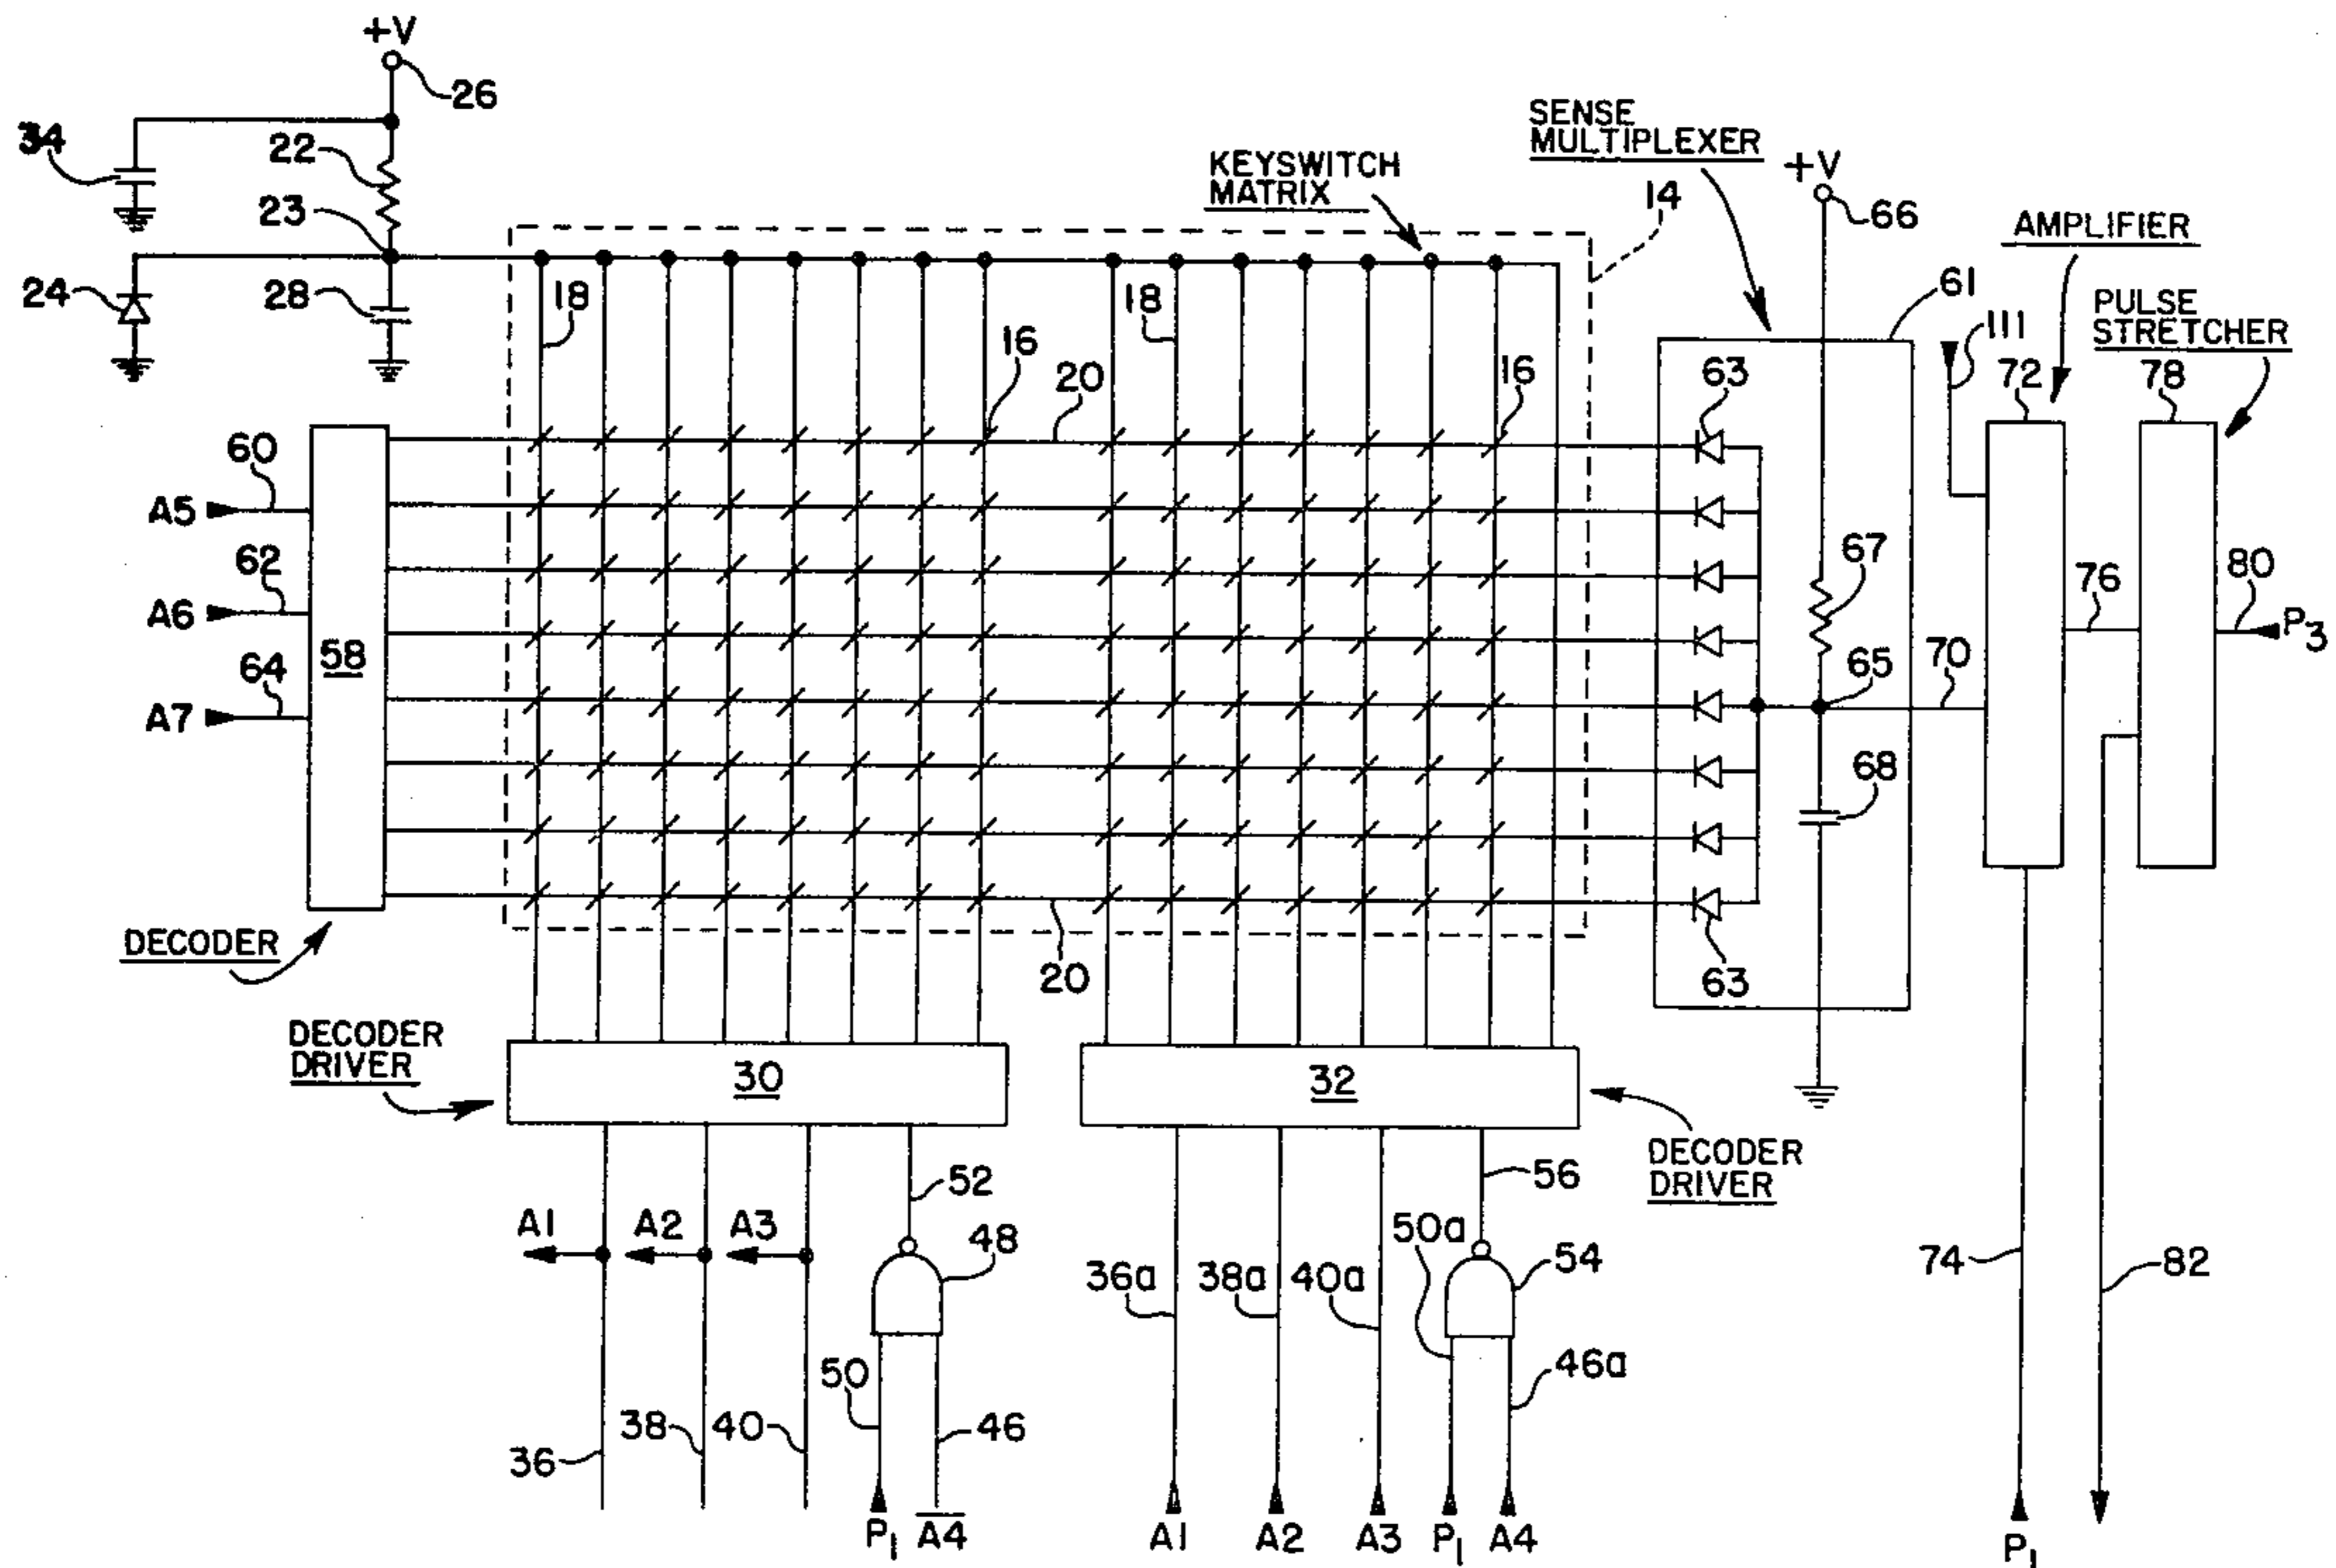 +V
26
34
22
23
24
28
KEYSWITCH
MATRIX
SENSE
MULTIPLEXER
14
+V
66
AMPLIFIER
61
PULSE
STRETCHER
111
72
78
18
18
16
20
16
63
60
A5
62
A6
64
A7
58
67
65
70
76
80
P3
68
63
DECODER
20
DECODER
DRIVER
30
32
DECODER
DRIVER
52
56
A1
A2
A3
48
50a
54
36a
38a
40a
74
82
50
46a
36
38
40
46
P1
A4
A1
A2
A3
P1
A4
P1